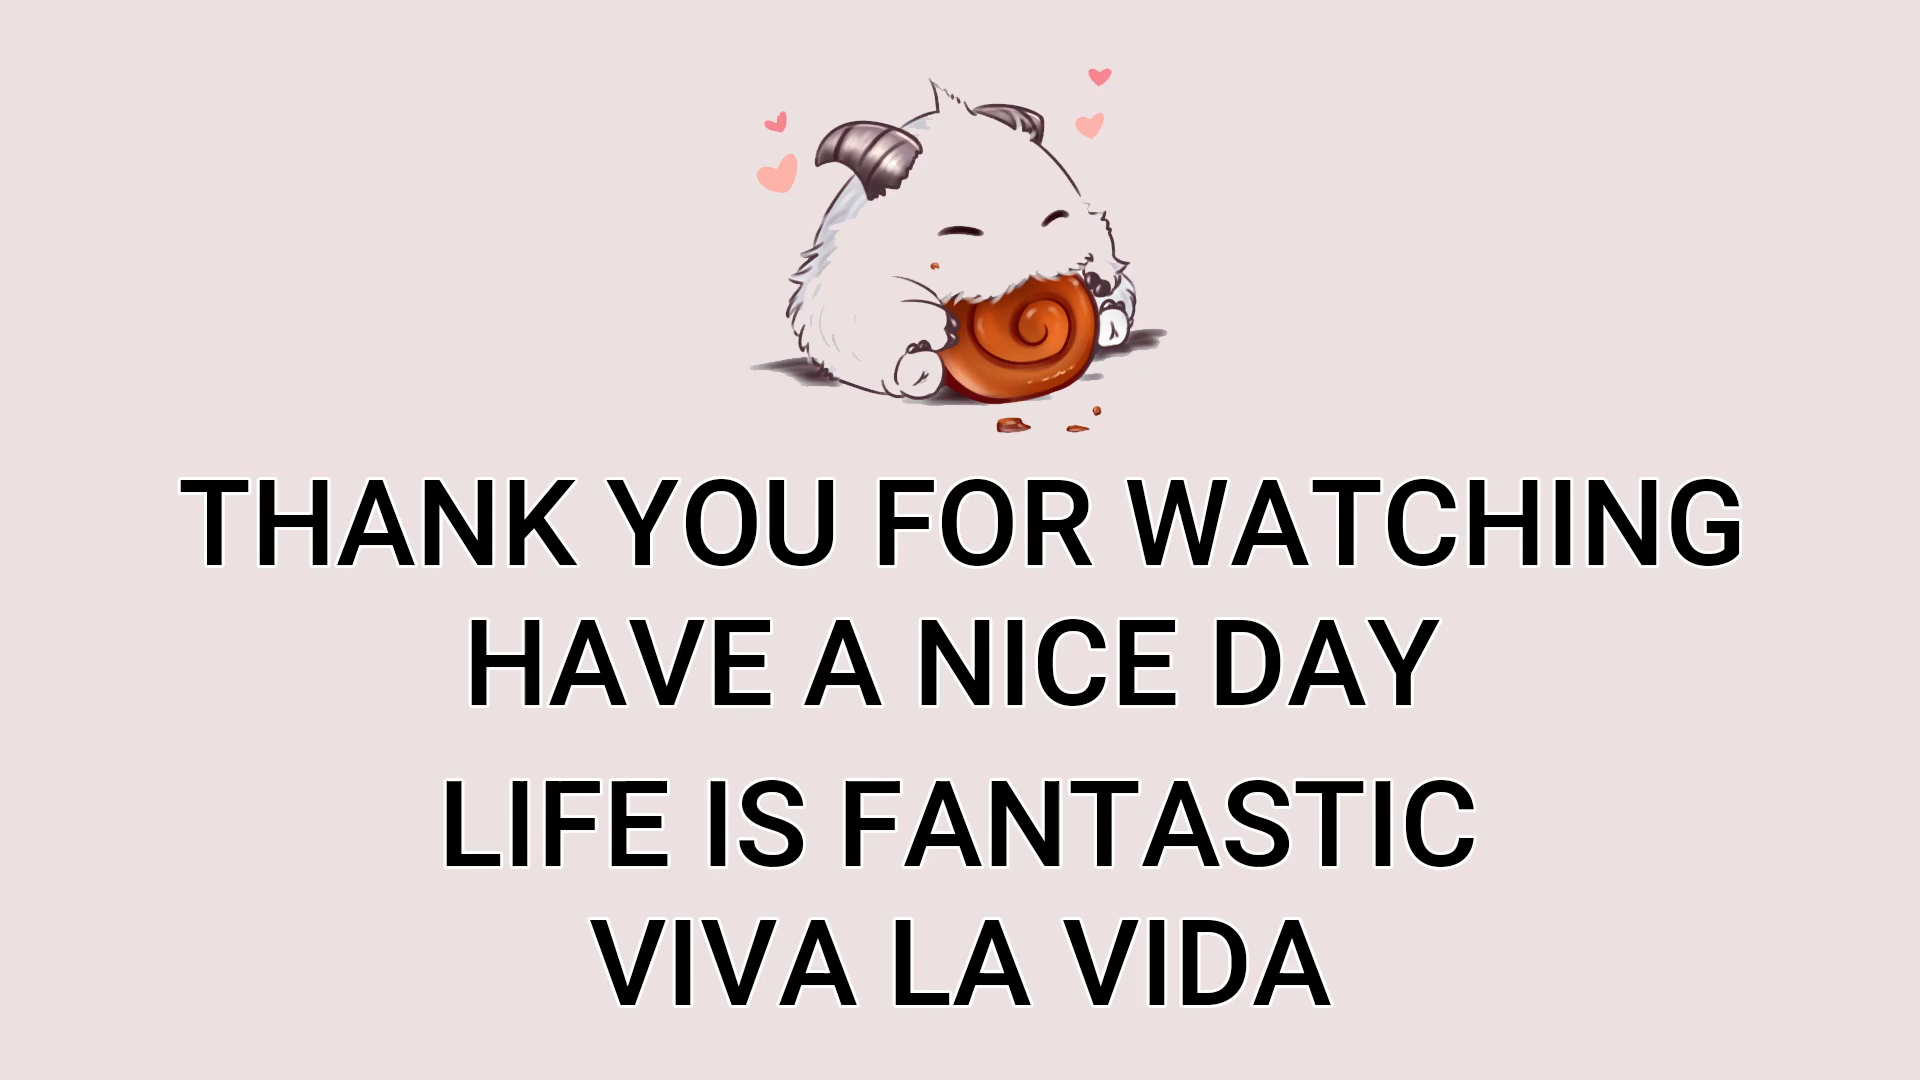 THANK YOU FOR WATCHING
HAVE A NICE DAY
LIFE IS FANTASTIC
VIVA LA VIDA